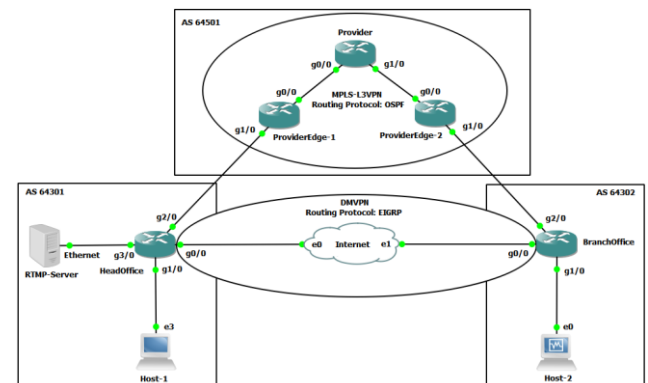 AS 64501
Provider
g0/0
g1/0
g0/0
MPLS-L3VPN
g0/0
Routing Protocol: OSPF
g1/0
ProviderEdge-1
ProviderEdge-2
g1/0
AS 64301
AS 64302
DMVPN
Routing Protocol: EIGRP
g2/0
g2/0
Ethernet
g3/0
RTMP-Server
HeadOffice
g0/0
g1/0
e0
Internet
e1
g0/0
BranchOffice
g1/0
e3
e0
Host-1
Host-2